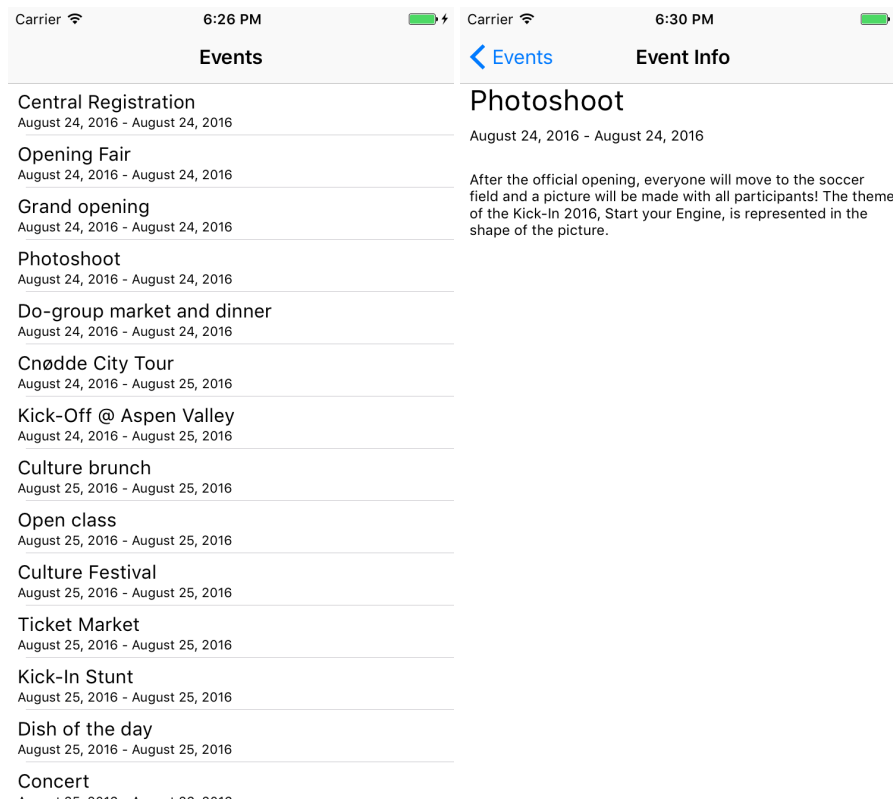 Carrier 6:26 PM
Events
Central Registration
August 24, 2016 - August 24, 2016
Opening Fair
August 24, 2016 - August 24, 2016
Grand opening
August 24, 2016 - August 24, 2016
Photoshoot
August 24, 2016 - August 24, 2016
Do-group market and dinner
August 24, 2016 - August 24, 2016
Cnødde City Tour
August 24, 2016 - August 25, 2016
Kick-Off @ Aspen Valley
August 24, 2016 - August 25, 2016
Culture brunch
August 25, 2016 - August 25, 2016
Open class
August 25, 2016 - August 25, 2016
Culture Festival
August 25, 2016 - August 25, 2016
Ticket Market
August 25, 2016 - August 25, 2016
Kick-In Stunt
August 25, 2016 - August 25, 2016
Dish of the day
August 25, 2016 - August 25, 2016
Concert
Carrier 6:30 PM
Events Event Info
Photoshoot
August 24, 2016 - August 24, 2016
After the official opening, everyone will move to the soccer
field and a picture will be made with all participants! The theme
of the Kick-In 2016, Start your Engine, is represented in the
shape of the picture.